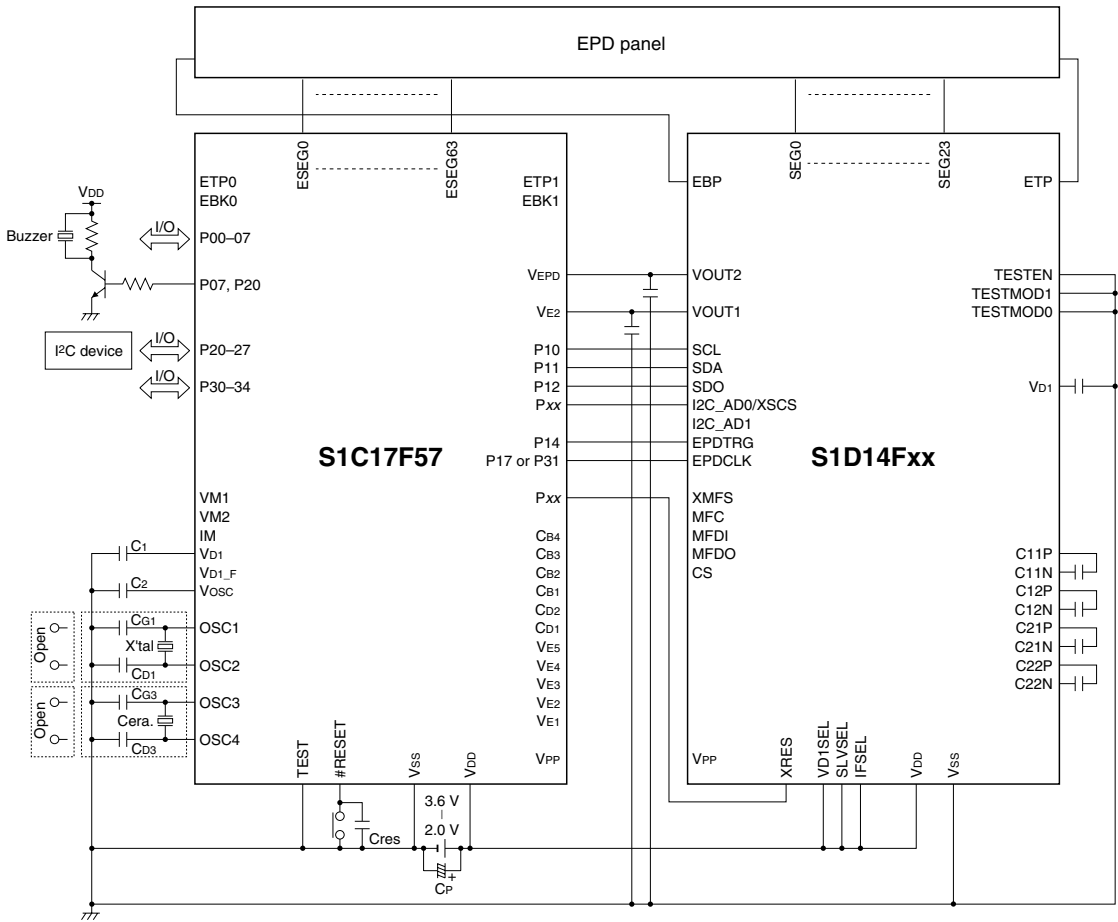 EPD panel
ESEG0
ESEG63
SEG0
SEG23
ETP0
EBK0
ETP1
EBK1
EBP
ETP
VDD
Buzzer
I/O
P00–07
P07, P20
I2C device
I/O
P20–27
I/O
P30–34
VEPD
VE2
P10
P11
P12
Pxx
P14
P17 or P31
Pxx
VOUT2
VOUT1
SCL
SDA
SDO
I2C_AD0/XSCS
I2C_AD1
EPDTRG
EPDCLK
XMFS
MFC
MFDI
MFDO
CS
TESTEN
TESTMOD1
TESTMOD0
VD1
S1C17F57
S1D14Fxx
VM1
VM2
IM
C1
VD1
VD1_F
C2
VOSC
Open
CG1
X'tal
CD1
OSC1
OSC2
Open
CG3
Cera.
CD3
OSC3
OSC4
CB4
CB3
CB2
CB1
CD2
CD1
VE5
VE4
VE3
VE2
VE1
VPP
C11P
C11N
C12P
C12N
C21P
C21N
C22P
C22N
TEST
#RESET
VSS
VDD
VPP
XRES
VD1SEL
SLVSEL
IFSEL
VDD
VSS
Cres
3.6 V
|
2.0 V
+
CP